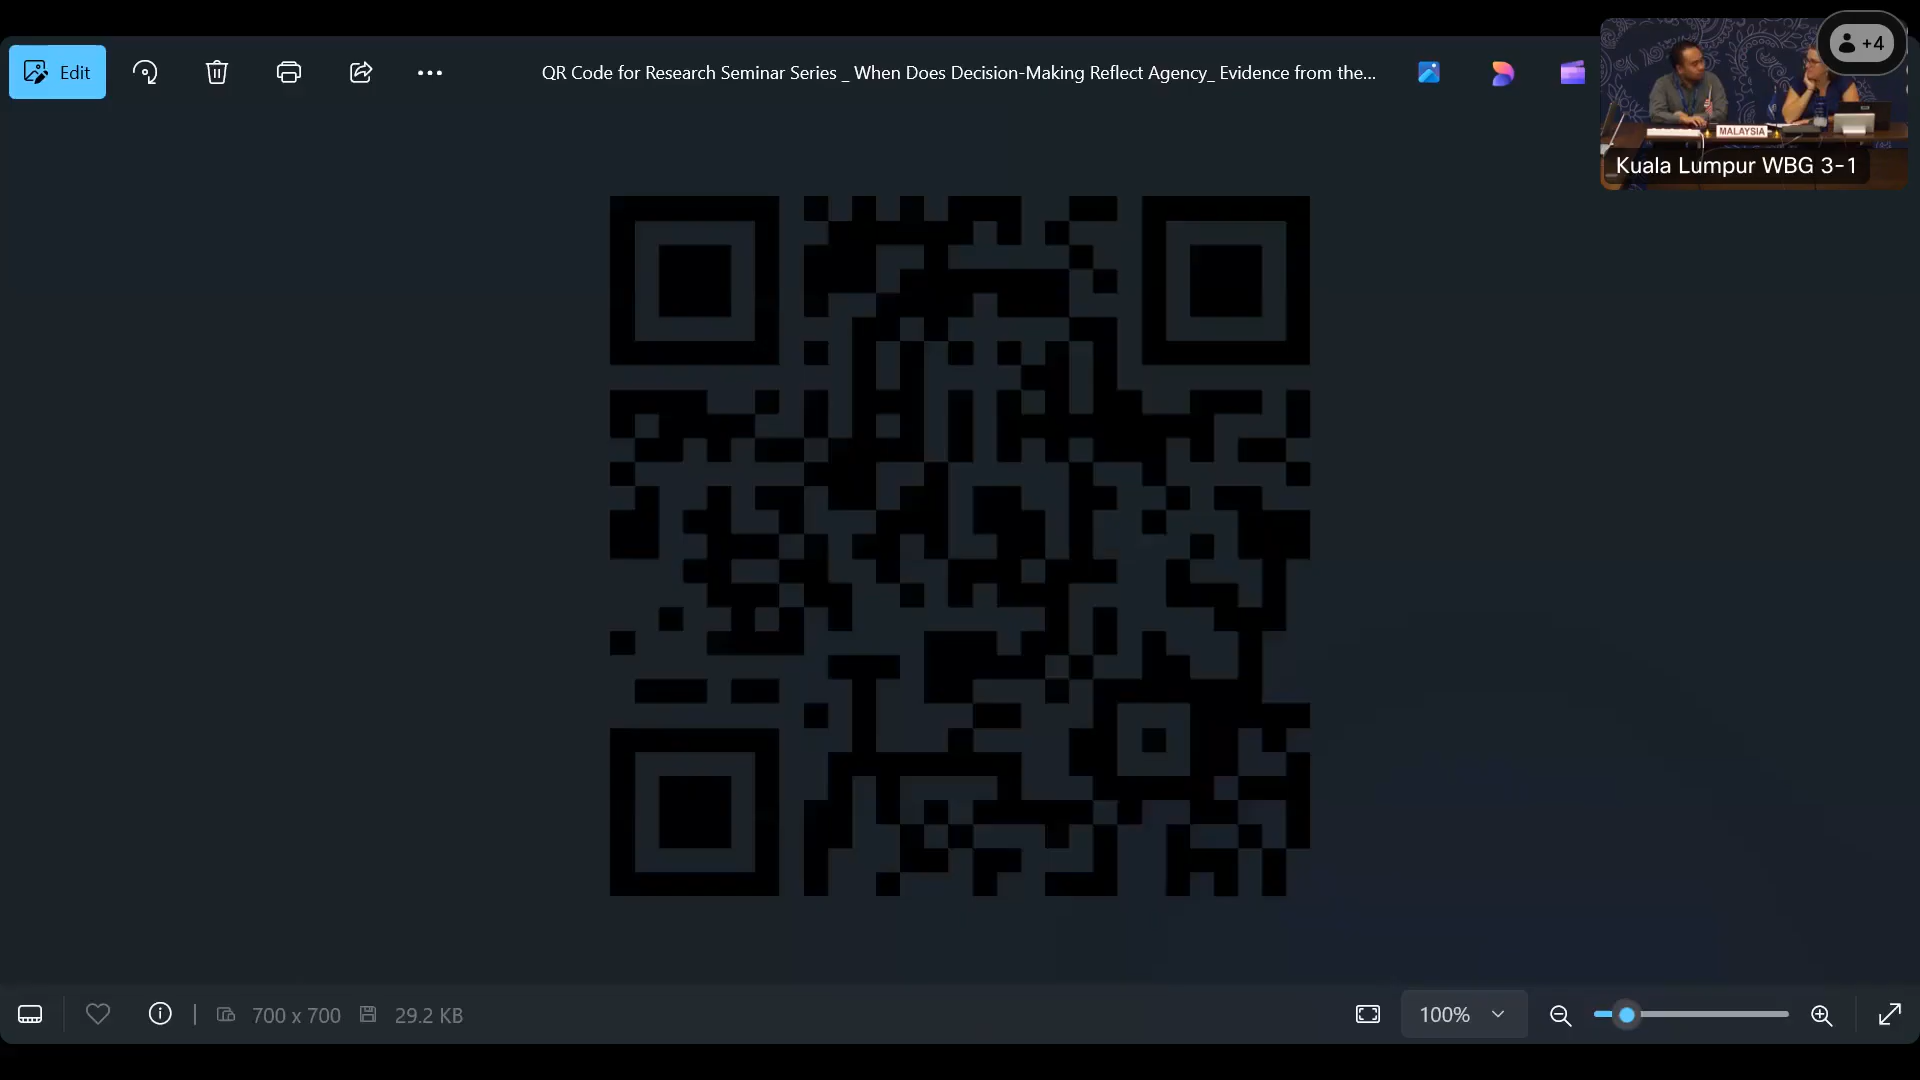 Edit
QR Code for Research Seminar Series _ When Does Decision-Making Reflect Agency_ Evidence from the...
+4
MALAYSIA
Kuala Lumpur WBG 3-1
700 x 700
29.2 KB
100%